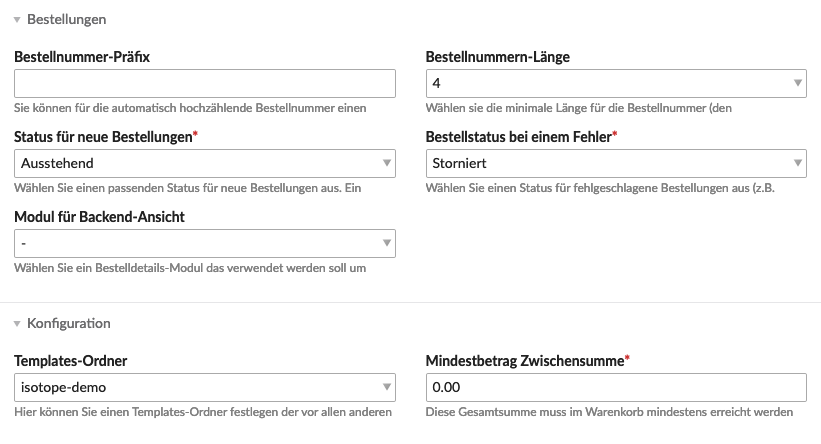 Bestellungen
Bestellnummer-Präfix
Bestellnummern-Länge
4
Sie können für die automatisch hochzählende Bestellnummer einen
Wählen sie die minimale Länge für die Bestellnummer (den
Status für neue Bestellungen*
Bestellstatus bei einem Fehler*
Ausstehend
Storniert
Wählen Sie einen passenden Status für neue Bestellungen aus. Ein
Wählen Sie einen Status für fehlgeschlagene Bestellungen aus (z.B.
Modul für Backend-Ansicht
-
Wählen Sie ein Bestelldetails-Modul das verwendet werden soll um
Konfiguration
Templates-Ordner
Mindestbetrag Zwischensumme*
isotope-demo
0.00
Hier können Sie einen Templates-Ordner festlegen der vor allen anderen
Diese Gesamtsumme muss im Warenkorb mindestens erreicht werden